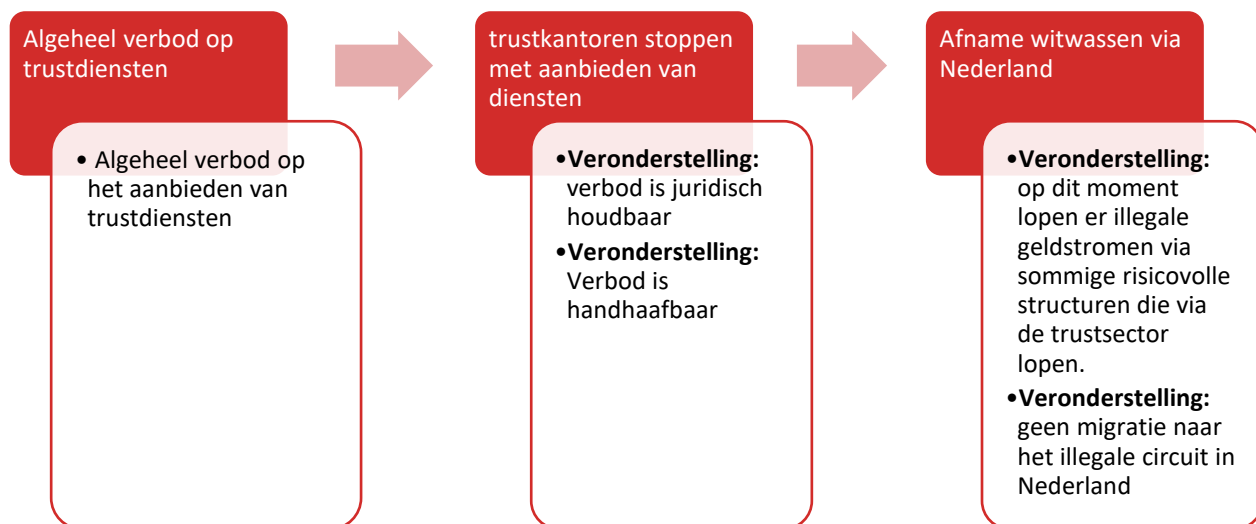 Algeheel verbod op
trustdiensten
• Algeheel verbod op
het aanbieden van
trustdiensten
trustkantoren stoppen
met aanbieden van
diensten
•Veronderstelling:
verbod is juridisch
houdbaar
•Veronderstelling:
Verbod is
handhaafbaar
Afname witwassen via
Nederland
•Veronderstelling:
op dit moment
lopen er illegale
geldstromen via
sommige risicovolle
structuren die via
de trustsector
lopen.
•Veronderstelling:
geen migratie naar
het illegale circuit in
Nederland